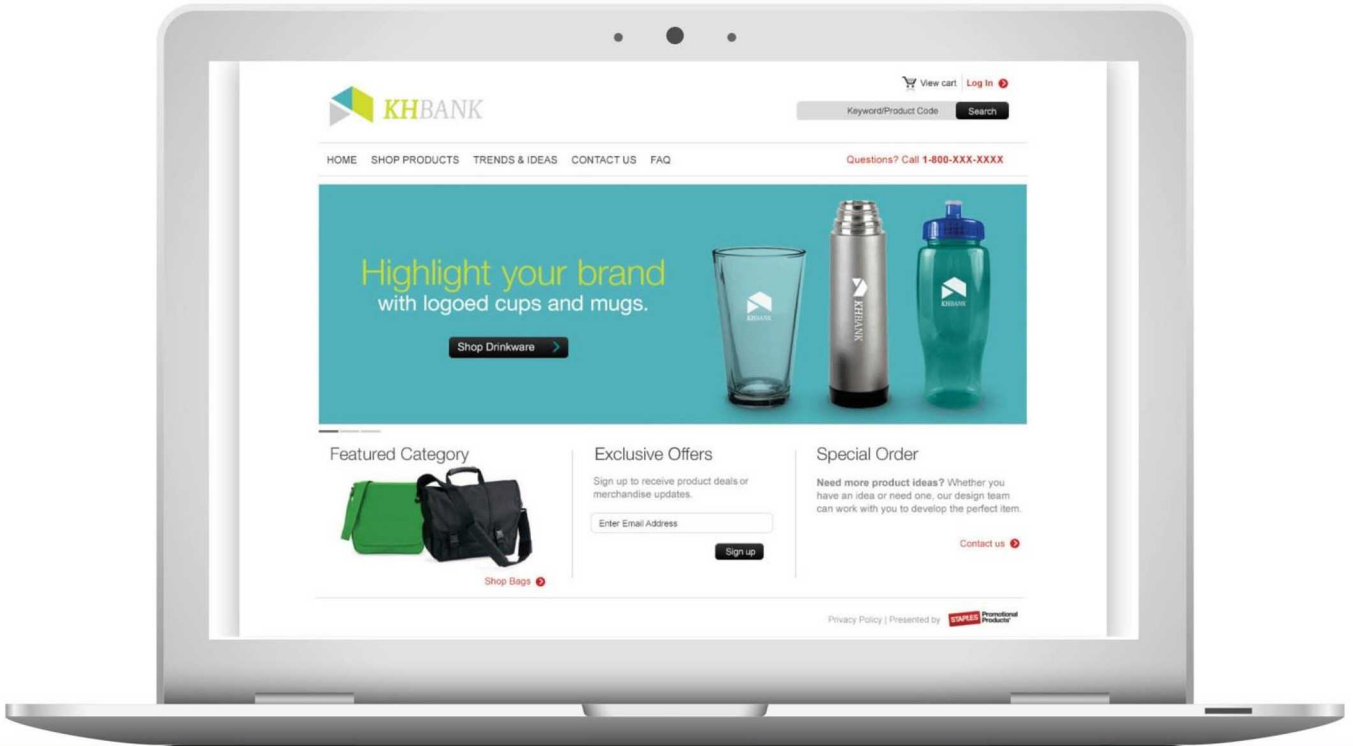 KHBANK
View cart Log In
Keyword/Product Code Search
HOME SHOP PRODUCTS TRENDS & IDEAS CONTACT US FAQ
Questions? Call 1-800-XXX-XXXX
Highlight your brand
with logoed cups and mugs.
Shop Drinkware
KHBANK
KHBANK
KHBANK
Featured Category
Shop Bags
Exclusive Offers
Sign up to receive product deals or
merchandise updates.
Enter Email Address
Sign up
Special Order
Need more product ideas? Whether you
have an idea or need one, our design team
can work with you to develop the perfect item.
Contact us
Privacy Policy | Presented by STAPLES Promotional
Products®